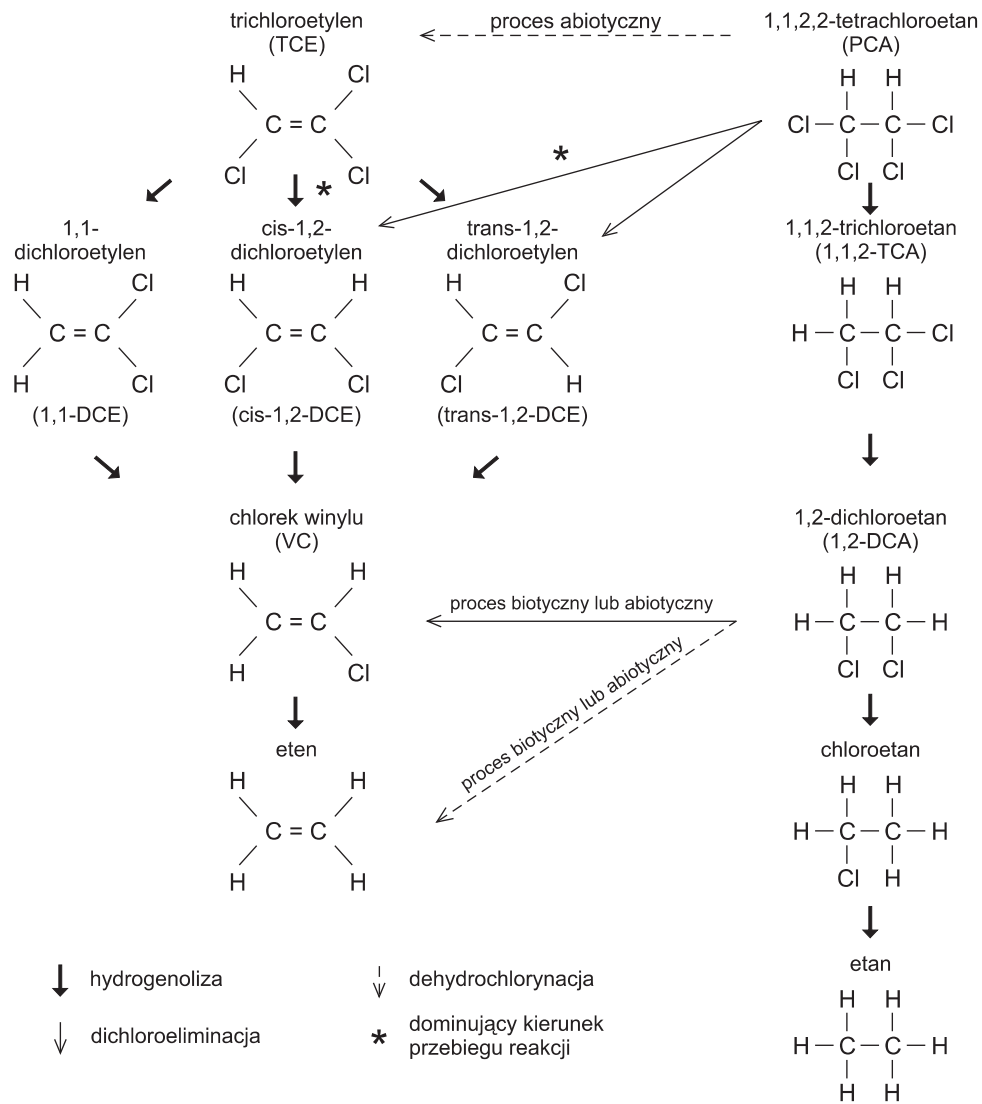 trichloroetylen
(TCE)
proces abiotyczny
1,1,2,2-tetrachloroetan
(PCA)
H Cl
C = C
Cl Cl
H H
Cl — C — C — Cl
Cl Cl
*
*
1,1-
dichloroetylen
cis-1,2-
dichloroetylen
trans-1,2-
dichloroetylen
1,1,2-trichloroetan
(1,1,2-TCA)
H Cl
C = C
H Cl
(1,1-DCE)
H H
C = C
Cl Cl
(cis-1,2-DCE)
H Cl
C = C
Cl H
(trans-1,2-DCE)
H H
H — C — C — Cl
Cl Cl
chlorek winylu
(VC)
1,2-dichloroetan
(1,2-DCA)
H H
C = C
H Cl
proces biotyczny lub abiotyczny
proces biotyczny lub abiotyczny
H H
H — C — C — H
Cl Cl
eten
H H
C = C
H H
chloroetan
H H
H — C — C — H
Cl H
etan
H H
H — C — C — H
H H
hydrogenoliza
dichloroeliminacja
dehydrochlorynacja
* dominujący kierunek
przebiegu reakcji